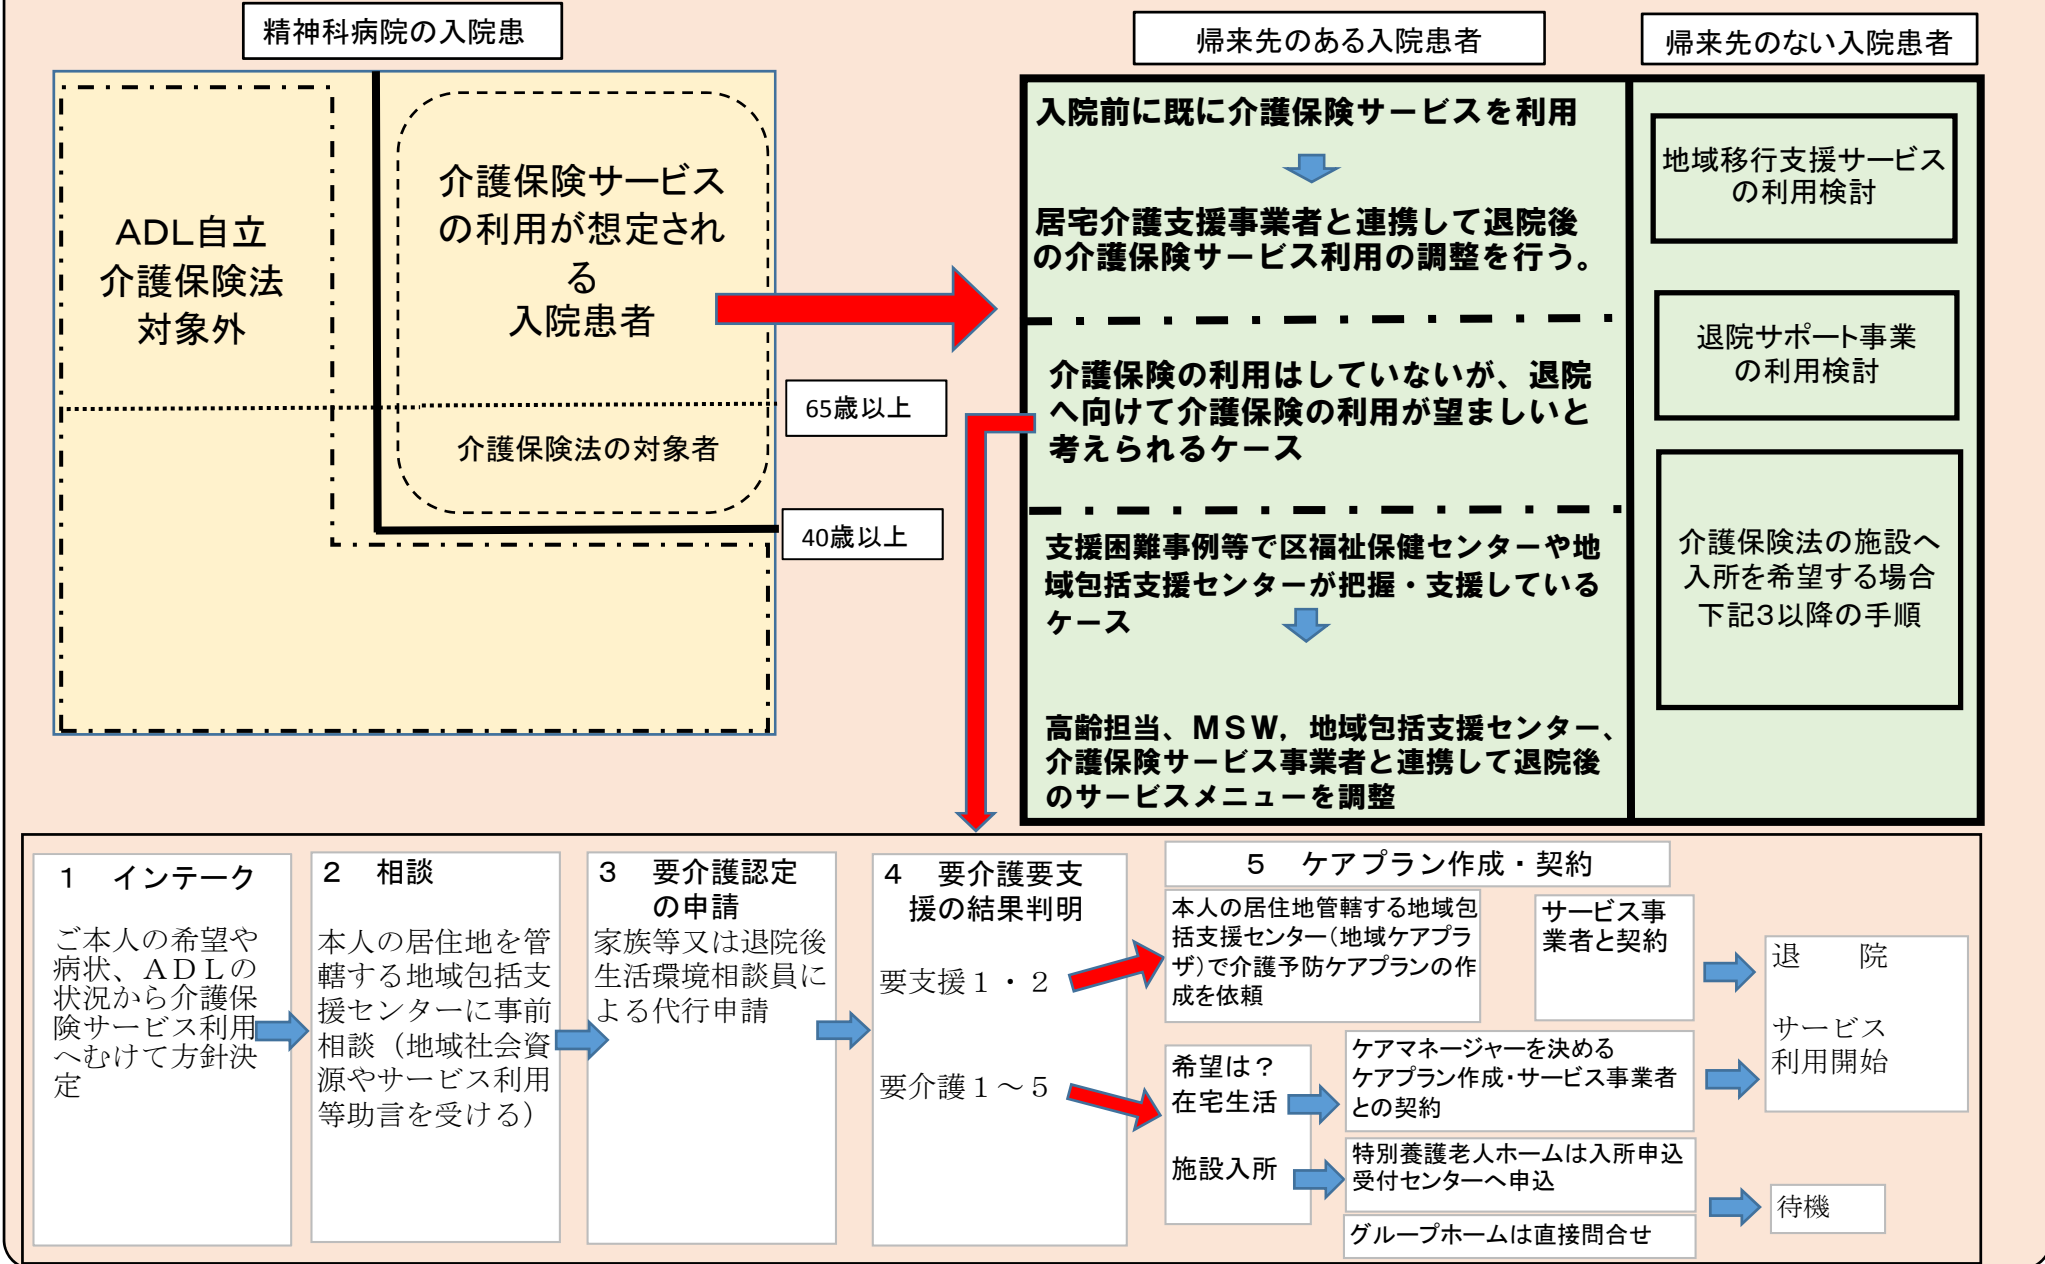 精神科病院の入院患
帰来先のある入院患者
帰来先のない入院患者
ADL自立
介護保険法
対象外
介護保険サービス
の利用が想定され
る
入院患者
65歳以上
介護保険法の対象者
40歳以上
入院前に既に介護保険サービスを利用
居宅介護支援事業者と連携して退院後
の介護保険サービス利用の調整を行う。
介護保険の利用はしていないが、退院
へ向けて介護保険の利用が望ましいと
考えられるケース
支援困難事例等で区福祉保健センターや地
域包括支援センターが把握・支援している
ケース
高齢担当、ＭＳＷ，地域包括支援センター、
介護保険サービス事業者と連携して退院後
のサービスメニューを調整
地域移行支援サービス
の利用検討
退院サポート事業
の利用検討
介護保険法の施設へ
入所を希望する場合
下記3以降の手順
1　インテーク
ご本人の希望や
病状、ＡＤＬの
状況から介護保
険サービス利用
へむけて方針決
定
2　相談
本人の居住地を管
轄する地域包括支
援センターに事前
相談（地域社会資
源やサービス利用
等助言を受ける）
3　要介護認定
の申請
家族等又は退院後
生活環境相談員に
よる代行申請
4　要介護要支
援の結果判明
要支援１・２
要介護１～５
5　ケアプラン作成・契約
本人の居住地管轄する地域包
括支援センター（地域ケアプラ
ザ）で介護予防ケアプランの作
成を依頼
サービス事
業者と契約
希望は？
在宅生活
施設入所
ケアマネージャーを決める
ケアプラン作成・サービス事業者
との契約
特別養護老人ホームは入所申込
受付センターへ申込
グループホームは直接問合せ
退　　院
サービス
利用開始
待機